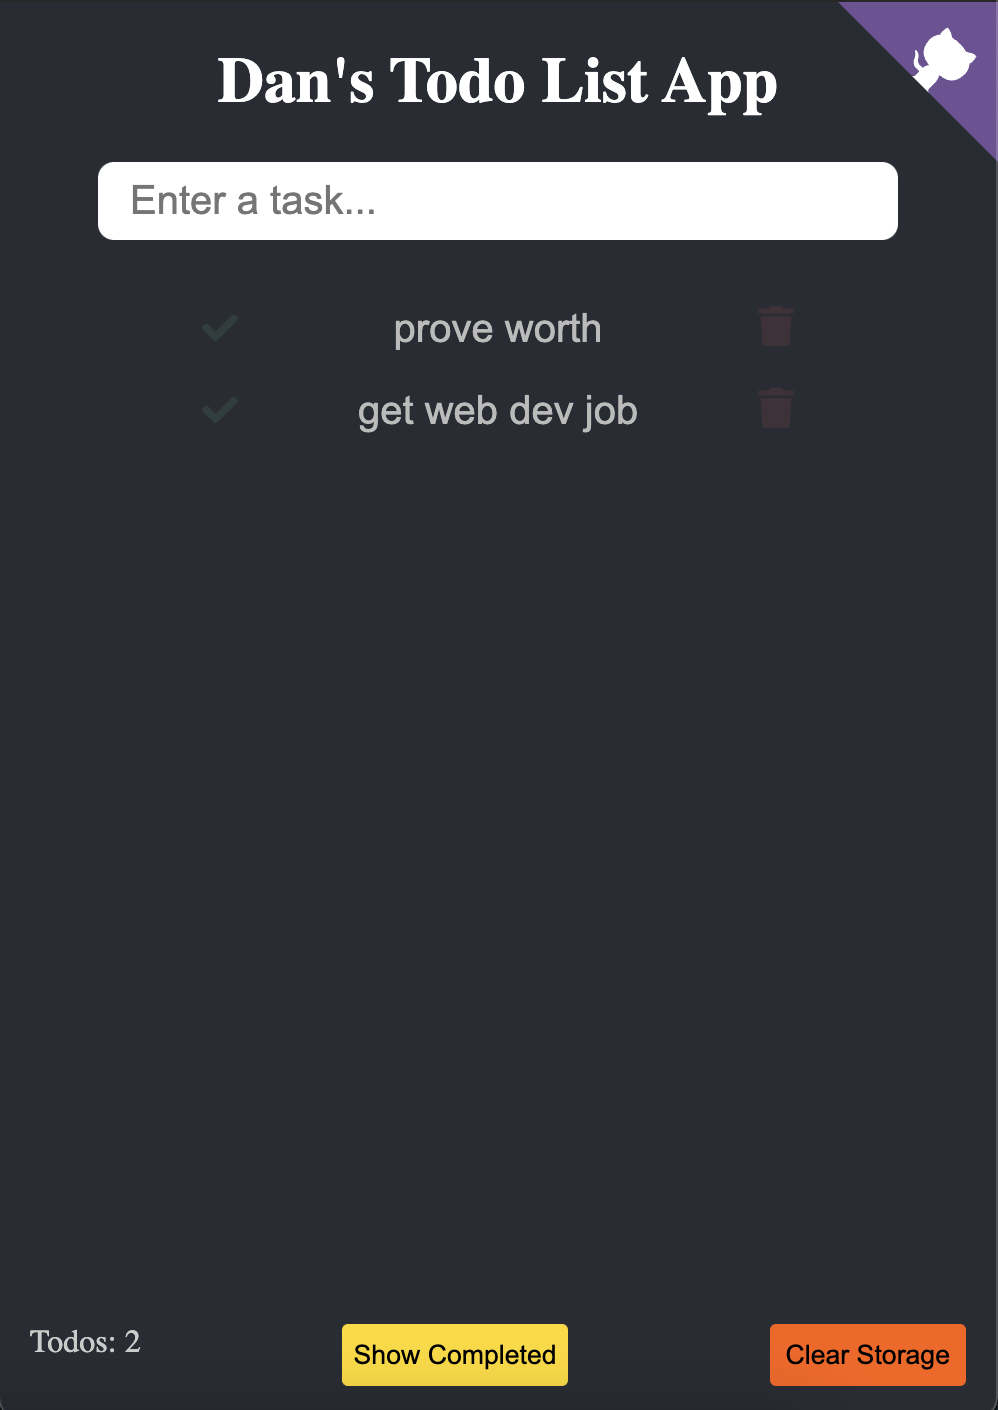 Dan's Todo List App
Enter a task...
prove worth
get web dev job
Todos: 2
Show Completed
Clear Storage